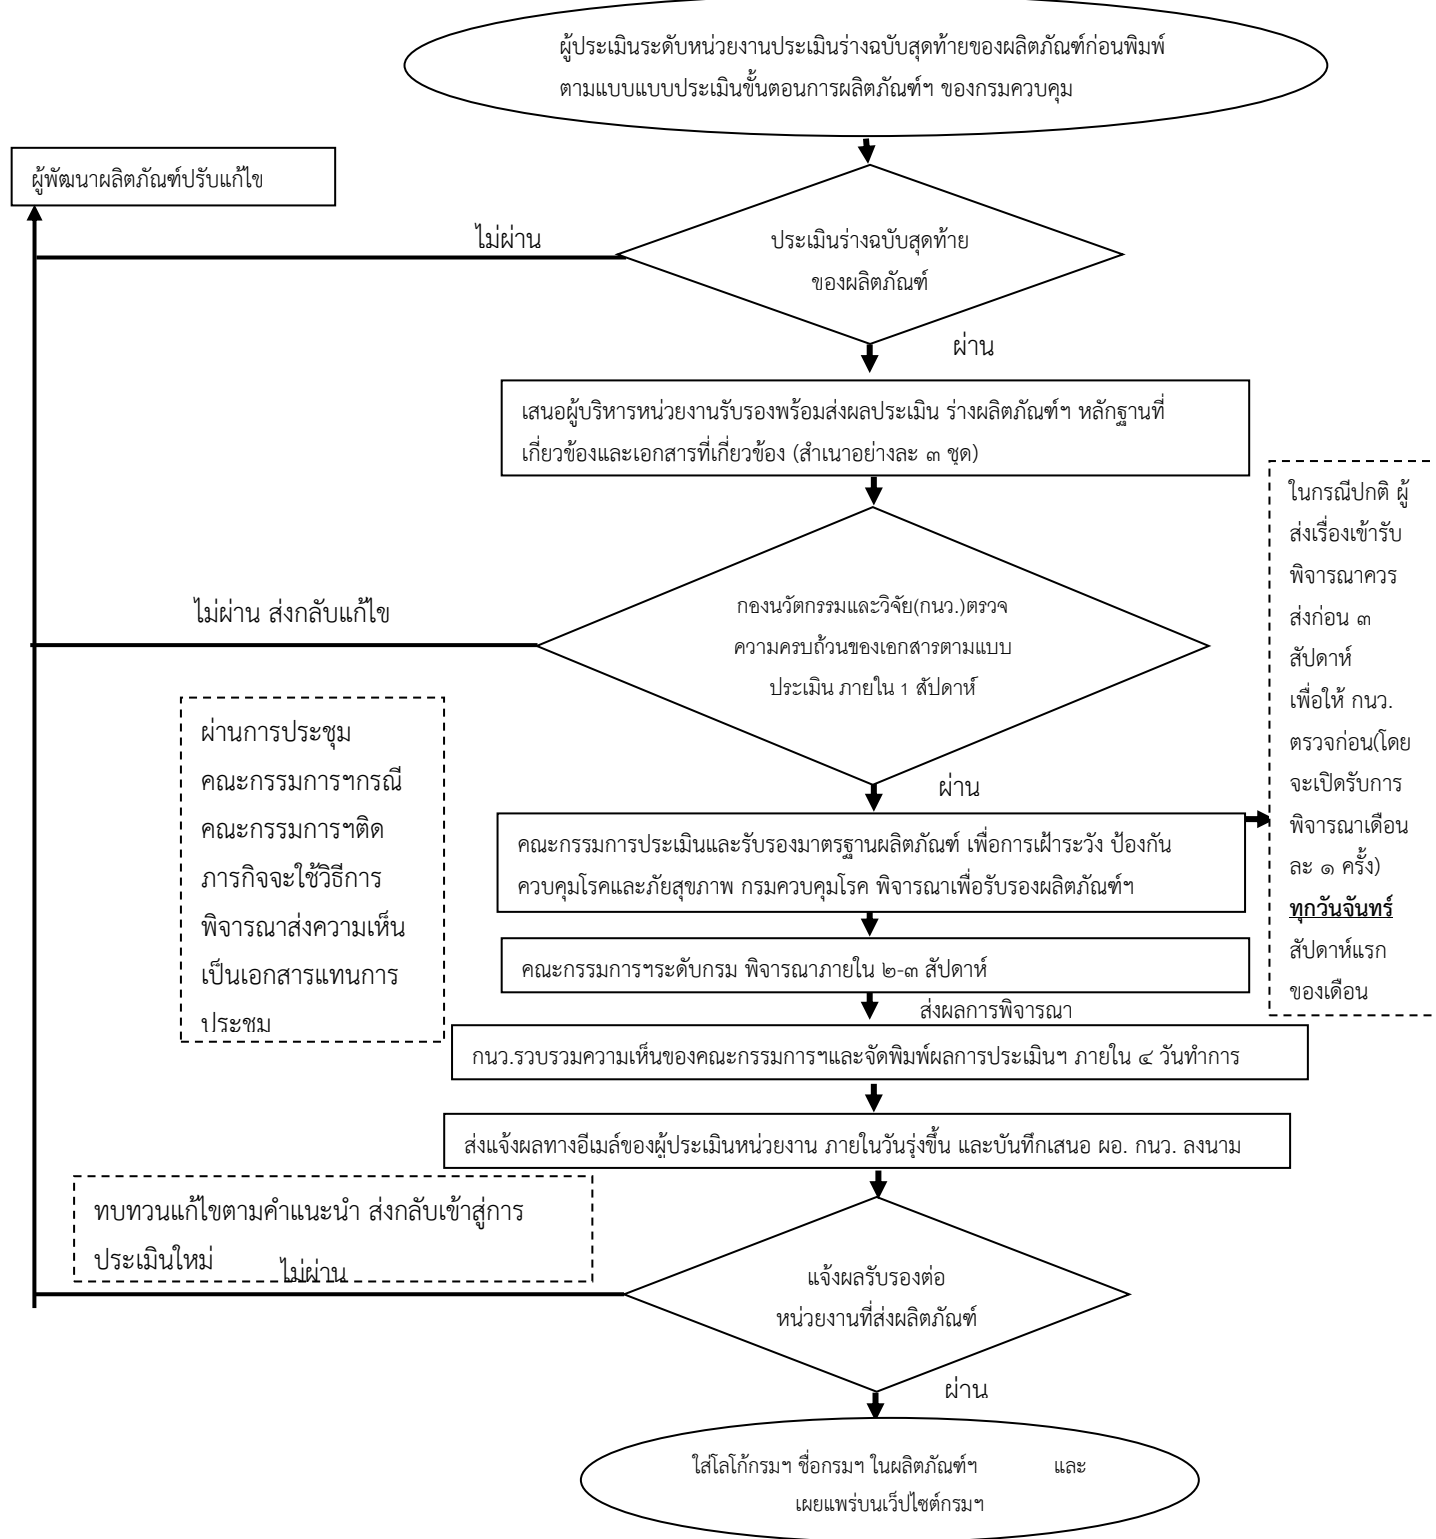 ผู้ประเมินระดับหน่วยงานประเมินร่างฉบับสุดท้ายของผลิตภัณฑ์ก่อนพิมพ์
ตามแบบแบบประเมินขั้นตอนการผลิตภัณฑ์ฯ ของกรมควบคุม
ผู้พัฒนาผลิตภัณฑ์ปรับแก้ไข
ไม่ผ่าน
ประเมินร่างฉบับสุดท้าย
ของผลิตภัณฑ์
ผ่าน
เสนอผู้บริหารหน่วยงานรับรองพร้อมส่งผลประเมิน ร่างผลิตภัณฑ์ฯ หลักฐานที่
เกี่ยวข้องและเอกสารที่เกี่ยวข้อง (สำเนาอย่างละ ๓ ชุด)
ในกรณีปกติ ผู้
ส่งเรื่องเข้ารับ
พิจารณาควร
ส่งก่อน ๓
สัปดาห์
เพื่อให้ กนว.
ตรวจก่อน(โดย
จะเปิดรับการ
พิจารณาเดือน
ละ ๑ ครั้ง)
ทุกวันจันทร์
สัปดาห์แรก
ของเดือน
ไม่ผ่าน ส่งกลับแก้ไข
กองนวัตกรรมและวิจัย(กนว.)ตรวจ
ความครบถ้วนของเอกสารตามแบบ
ประเมิน ภายใน 1 สัปดาห์
ผ่าน
ผ่านการประชุม
คณะกรรมการฯกรณี
คณะกรรมการฯติด
ภารกิจจะใช้วิธีการ
พิจารณาส่งความเห็น
เป็นเอกสารแทนการ
ประชุม
คณะกรรมการประเมินและรับรองมาตรฐานผลิตภัณฑ์ เพื่อการเฝ้าระวัง ป้องกัน
ควบคุมโรคและภัยสุขภาพ กรมควบคุมโรค พิจารณาเพื่อรับรองผลิตภัณฑ์ฯ
คณะกรรมการฯระดับกรม พิจารณาภายใน ๒-๓ สัปดาห์
ส่งผลการพิจารณา
กนว.รวบรวมความเห็นของคณะกรรมการฯและจัดพิมพ์ผลการประเมินฯ ภายใน ๔ วันทำการ
ส่งแจ้งผลทางอีเมล์ของผู้ประเมินหน่วยงาน ภายในวันรุ่งขึ้น และบันทึกเสนอ ผอ. กนว. ลงนาม
ทบทวนแก้ไขตามคำแนะนำ ส่งกลับเข้าสู่การ
ประเมินใหม่
ไม่ผ่าน
แจ้งผลรับรองต่อ
หน่วยงานที่ส่งผลิตภัณฑ์
ผ่าน
ใส่โลโก้กรมฯ ชื่อกรมฯ ในผลิตภัณฑ์ฯ และ
เผยแพร่บนเว็ปไซต์กรมฯ